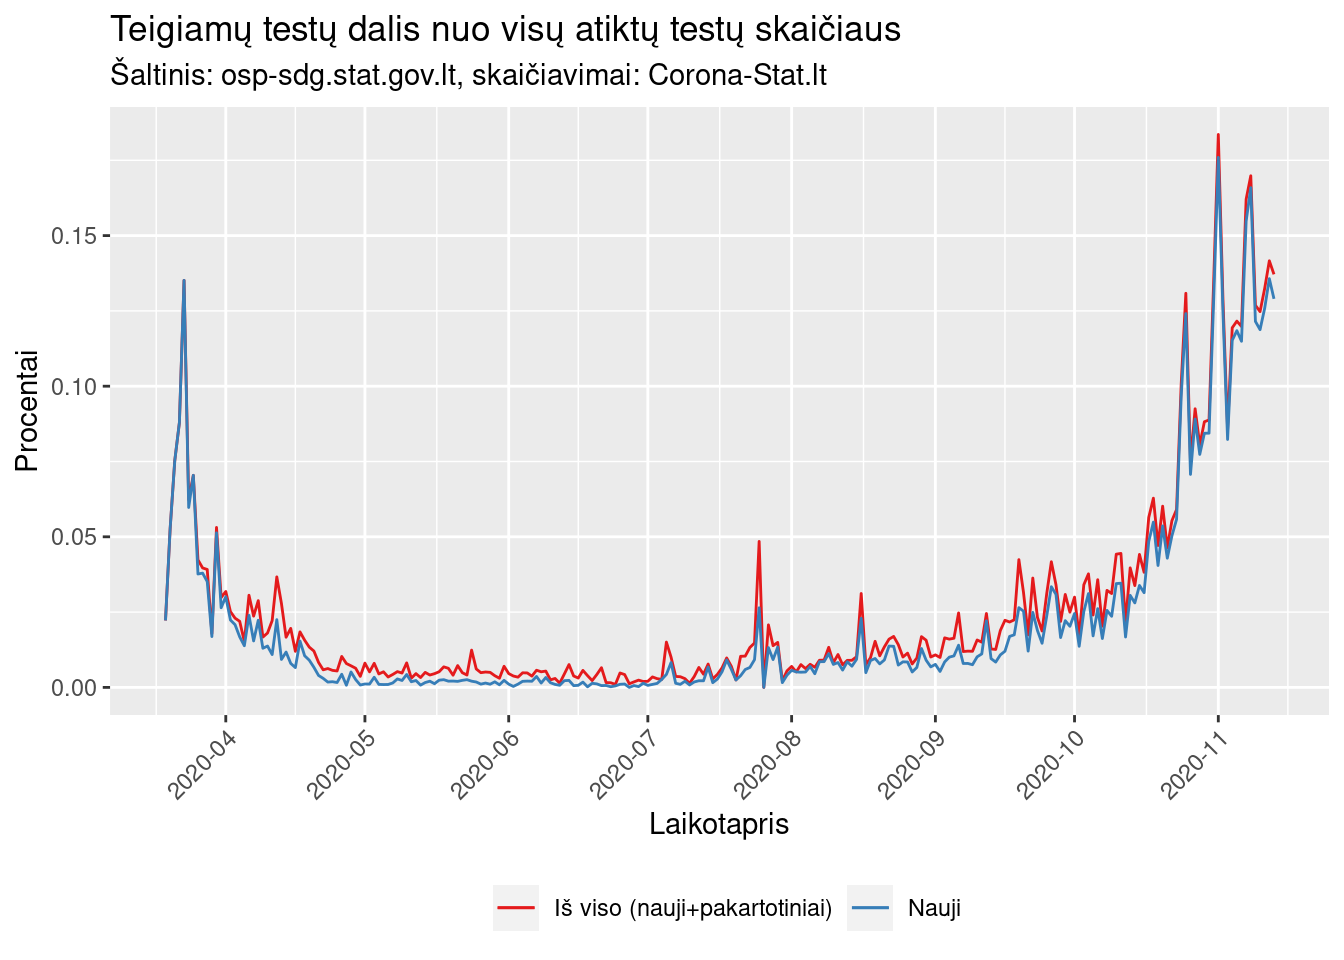 Teigiamų testų dalis nuo visų atiktų testų skaičiaus
Šaltinis: osp-sdg.stat.gov.lt, skaičiavimai: Corona-Stat.lt
Procentai
0.15
0.10
0.05
0.00
2020-04
2020-05
2020-06
2020-07
2020-08
2020-09
2020-10
2020-11
Laikotapris
Iš viso (nauji+pakartotiniai)
Nauji